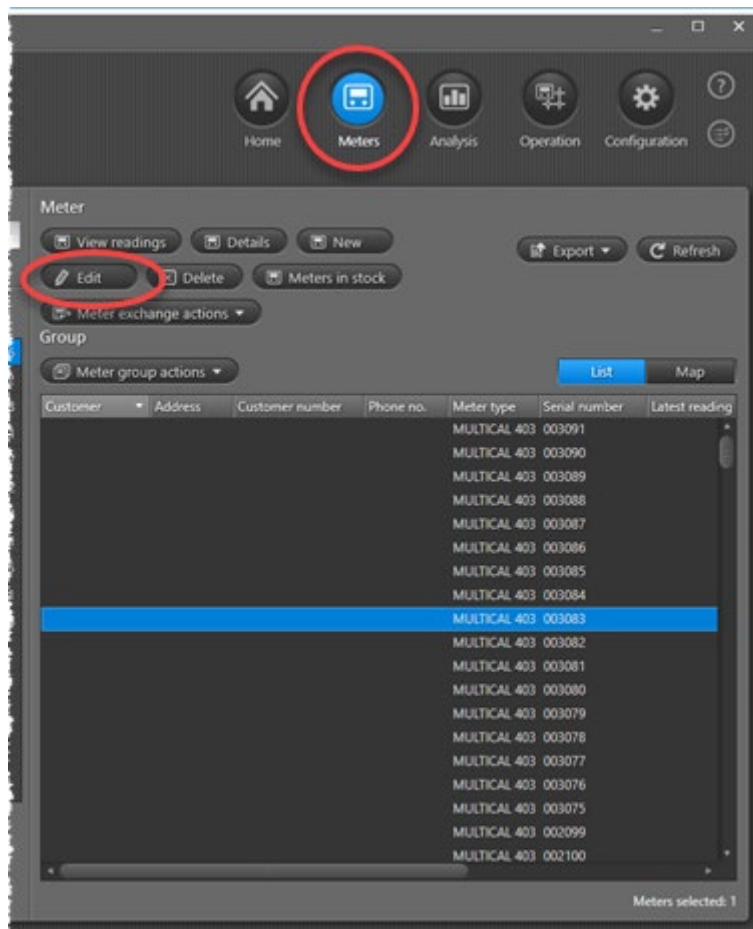 Home Meters Analysis Operation Configuration
Meter
View readings Details New Export Refresh
Edit Delete Meters in stock
Meter exchange actions
Group
Meter group actions List Map
Customer Address Customer number Phone no. Meter type Serial number Latest reading
MULTICAL 403 003091
MULTICAL 403 003090
MULTICAL 403 003089
MULTICAL 403 003088
MULTICAL 403 003087
MULTICAL 403 003086
MULTICAL 403 003085
MULTICAL 403 003084
MULTICAL 403 003083
MULTICAL 403 003082
MULTICAL 403 003081
MULTICAL 403 003080
MULTICAL 403 003079
MULTICAL 403 003078
MULTICAL 403 003077
MULTICAL 403 003076
MULTICAL 403 003075
MULTICAL 403 002099
MULTICAL 403 002100
Meters selected: 1